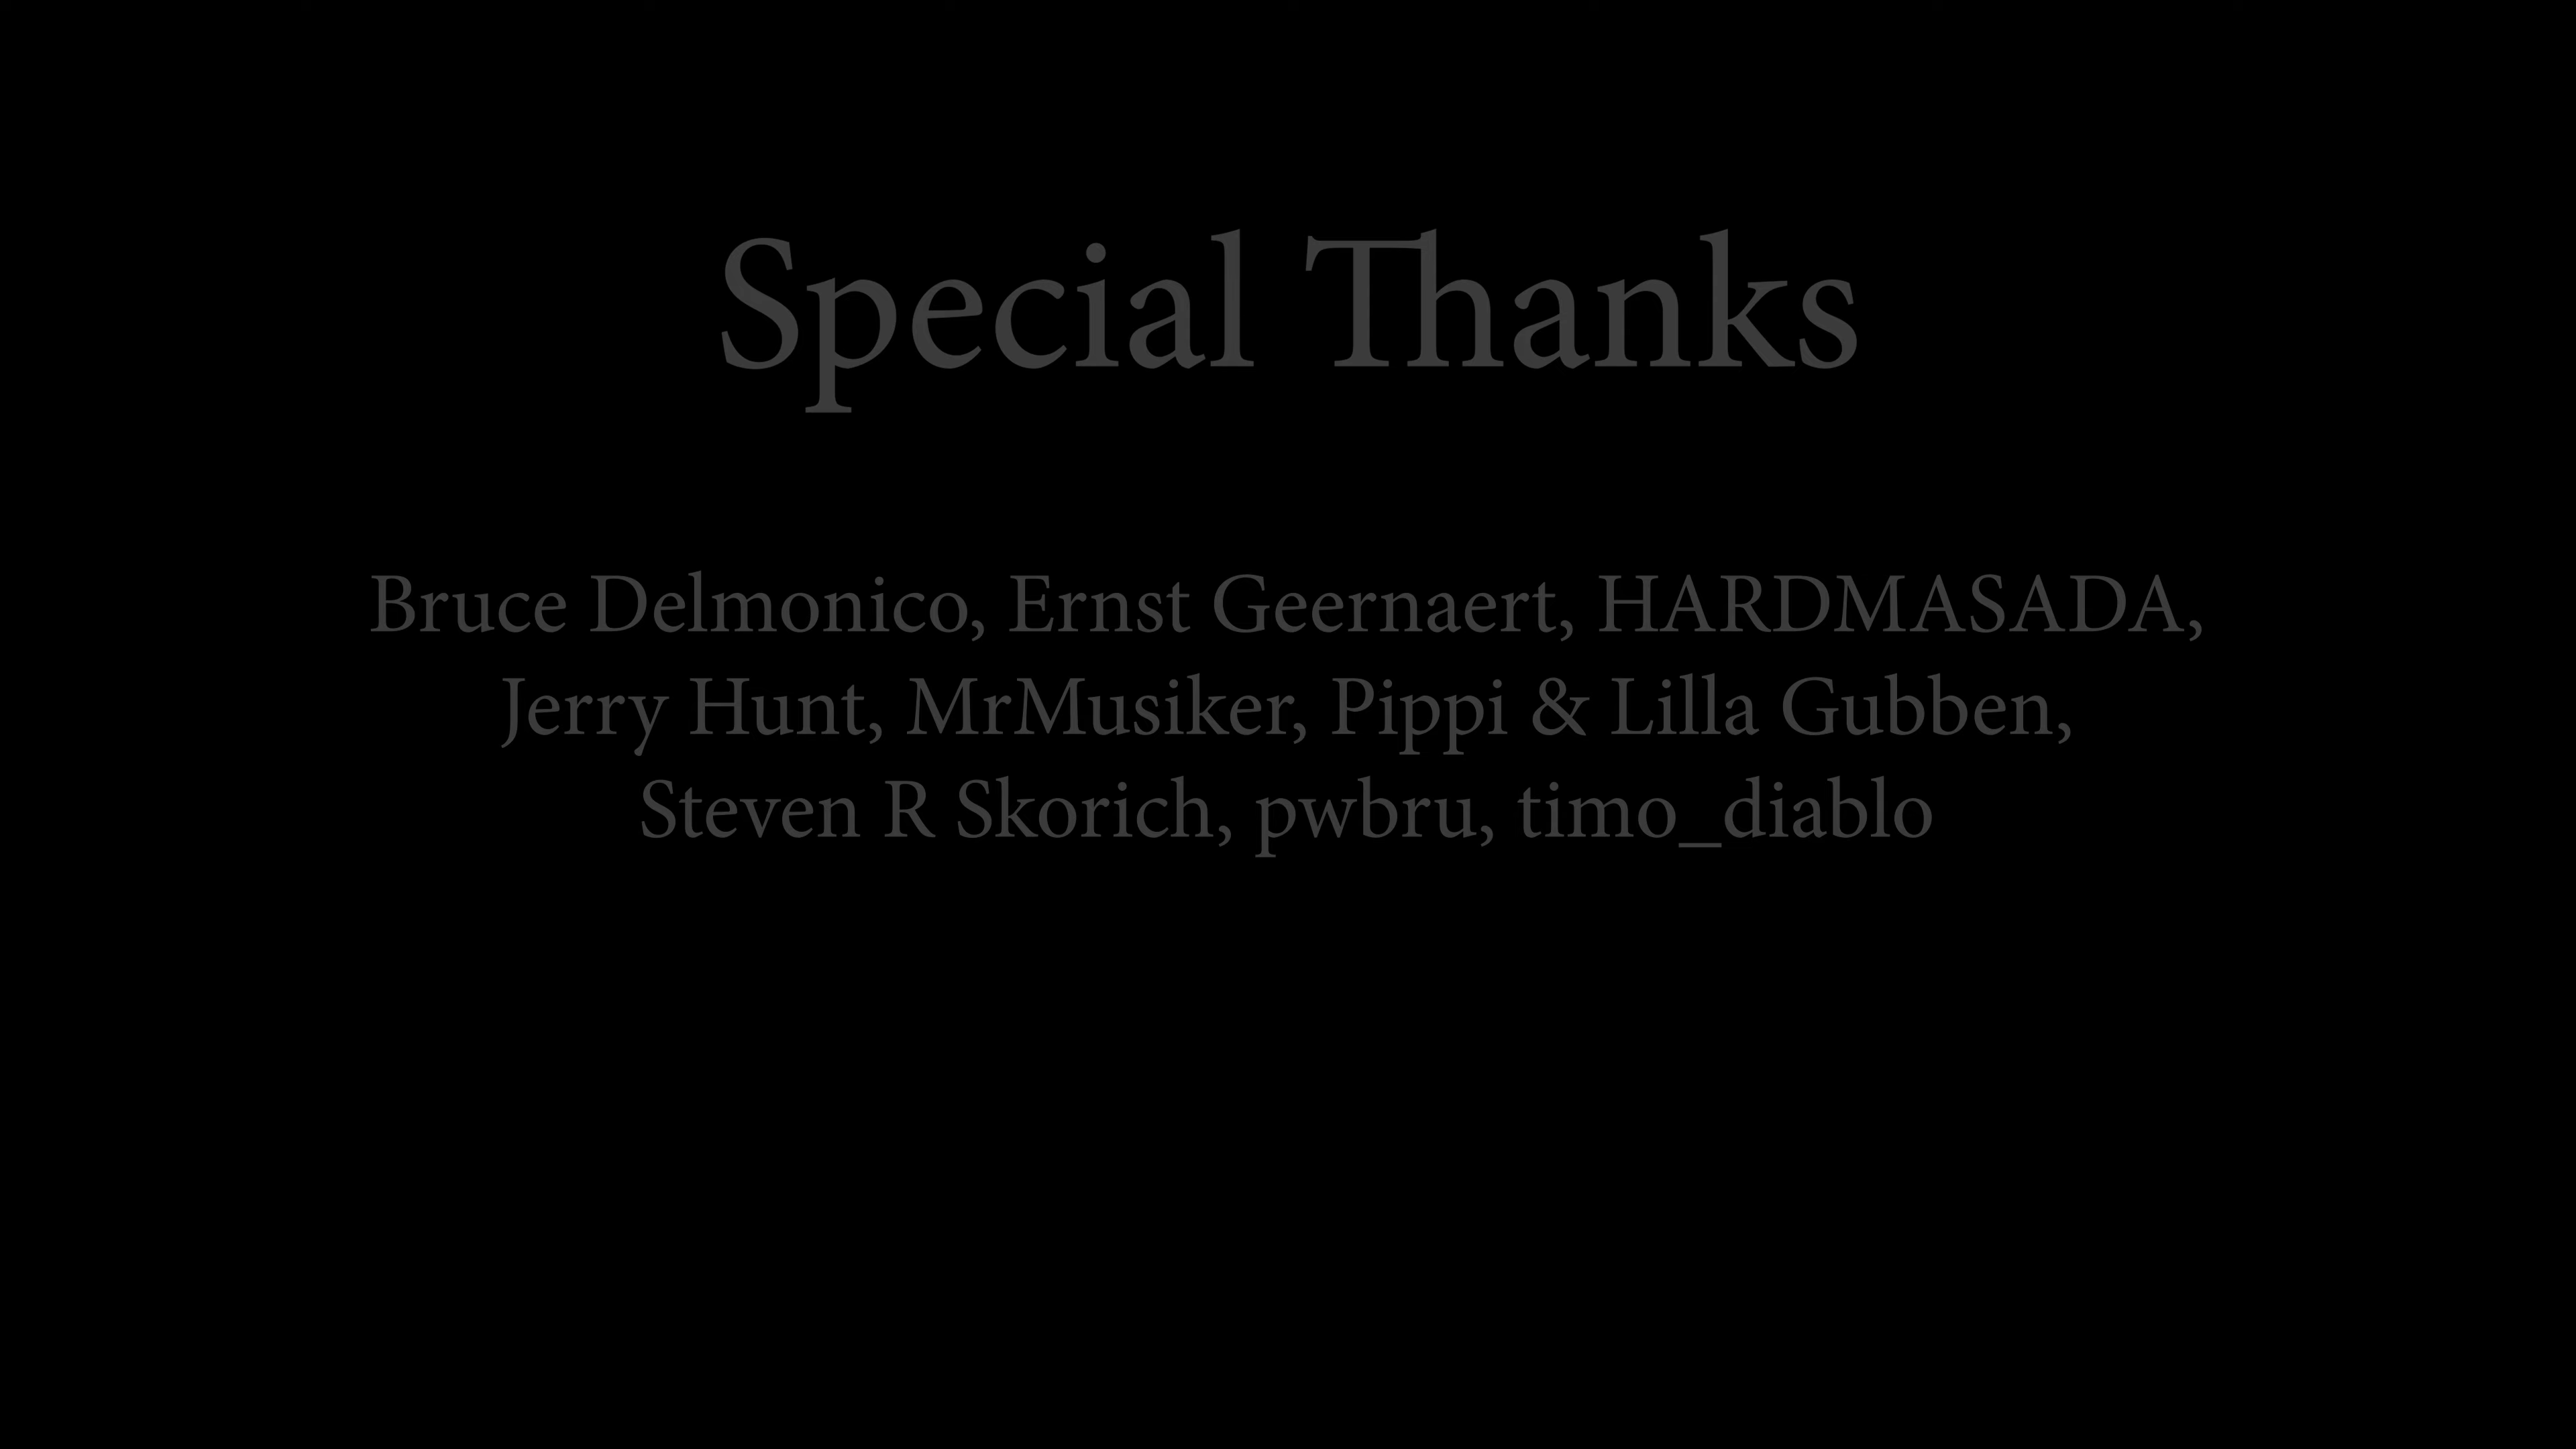 Special Thanks
Bruce Delmonico, Ernst Geernaert, HARDMASADA,
Jerry Hunt, MrMusiker, Pippi & Lilla Gubben,
Steven R Skorich, pwbru, timo_diablo